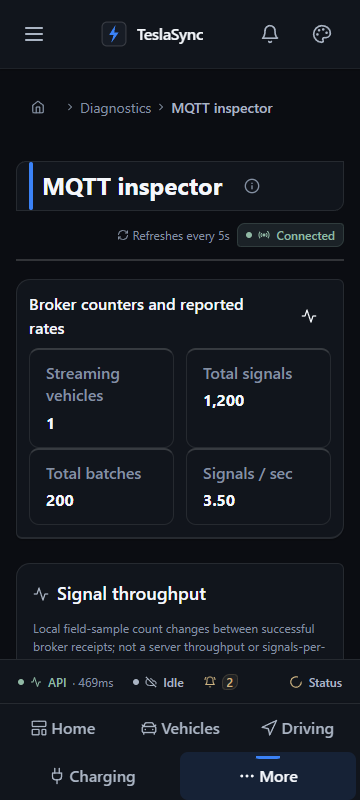 TeslaSync
Diagnostics > MQTT inspector
MQTT inspector
Refreshes every 5s
Connected
Broker counters and reported
rates
Streaming
vehicles
1
Total signals
1,200
Total batches
200
Signals / sec
3.50
Signal throughput
Local field-sample count changes between successful
broker receipts; not a server throughput or signals-per-
API · 469ms
Idle
2
Status
Home
Vehicles
Driving
Charging
More